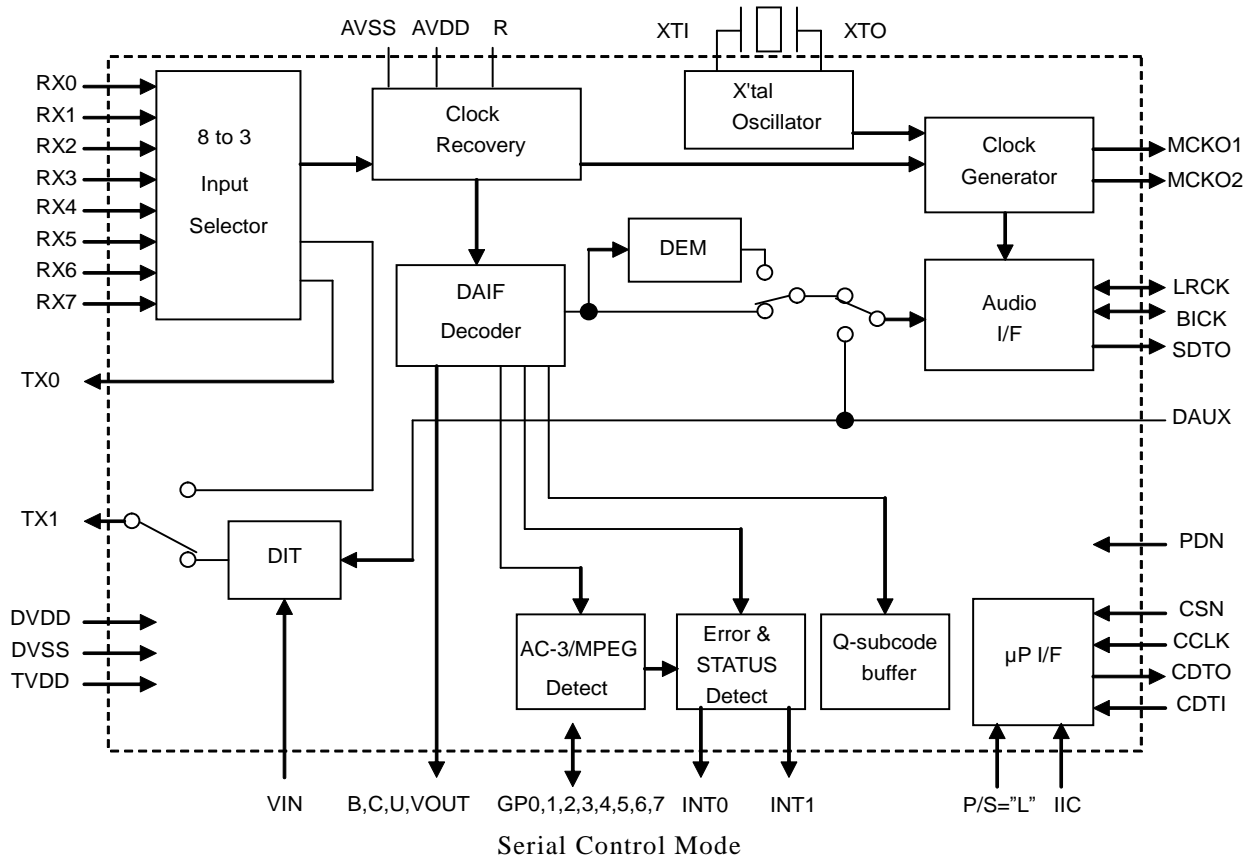 AVSS AVDD R
XTI XTO
RX0
RX1
RX2
RX3
RX4
RX5
RX6
RX7
8 to 3
Input
Selector
Clock
Recovery
X'tal
Oscillator
Clock
Generator
MCKO1
MCKO2
DEM
DAIF
Decoder
Audio
I/F
LRCK
BICK
SDTO
TX0
DAUX
TX1
DIT
PDN
DVDD
DVSS
TVDD
AC-3/MPEG
Detect
Error &
STATUS
Detect
Q-subcode
buffer
µP I/F
CSN
CCLK
CDTO
CDTI
VIN
B,C,U,VOUT
GP0,1,2,3,4,5,6,7
INT0
INT1
P/S=”L”
IIC
Serial Control Mode